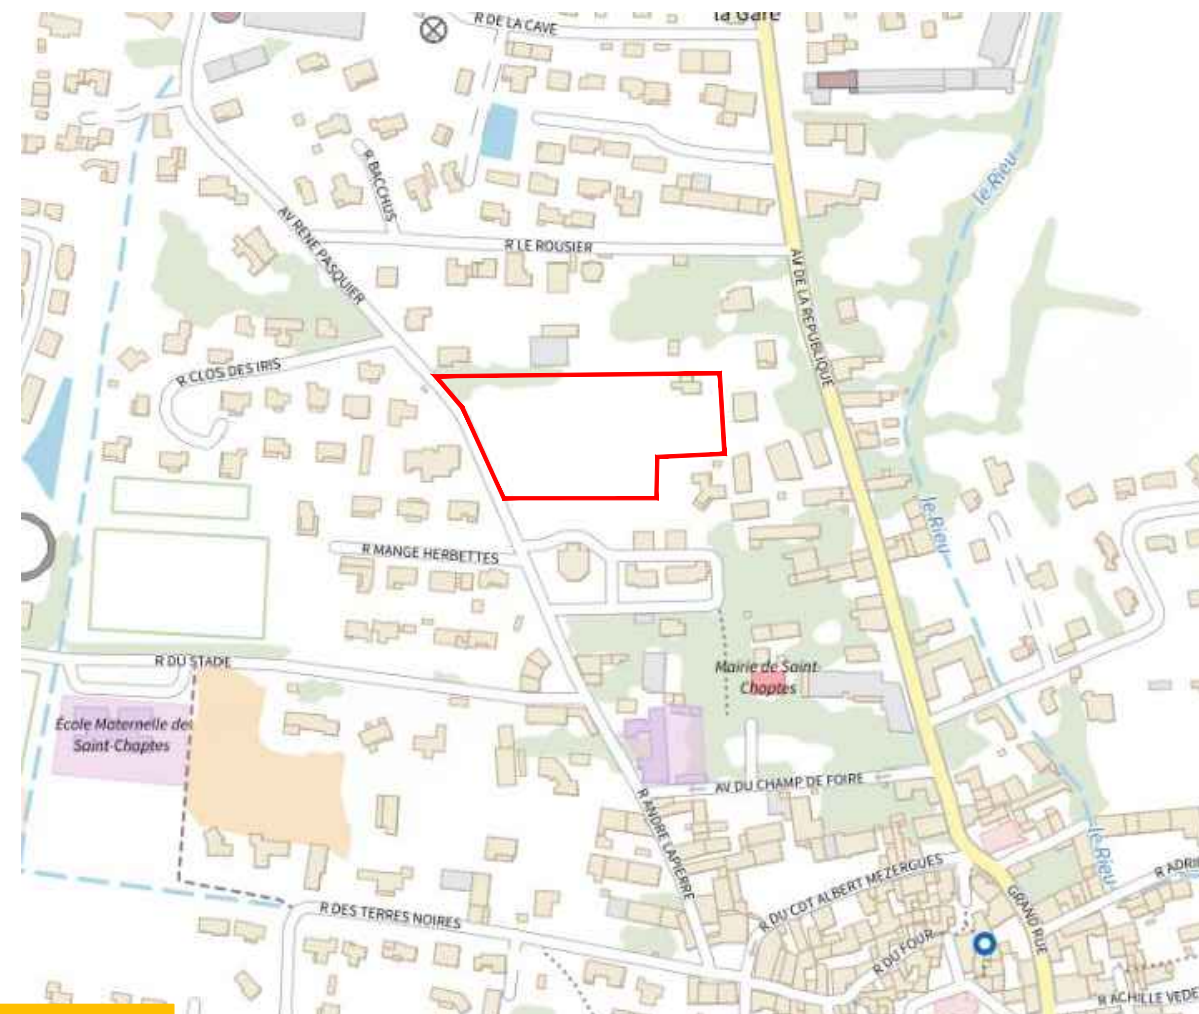 R DE LA CAVE
la Gare
R BACCHUS
le Rieu
AV RENE PASQUIER
R LE ROUSIER
AV DE LA REPUBLIQUE
R CLOS DES IRIS
le Rieu
R MANGE HERBETTES
R DU STADE
Mairie de Saint-
Chaptes
École Maternelle de
Saint-Chaptes
AV DU CHAMP DE FOIRE
R ANDRE LAPIERRE
le Rieu
R DU CDT ALBERT MEZERGUES
R ADRI
GRAND RUE
R DES TERRES NOIRES
R DU FOUR
R ACHILLE VEDE